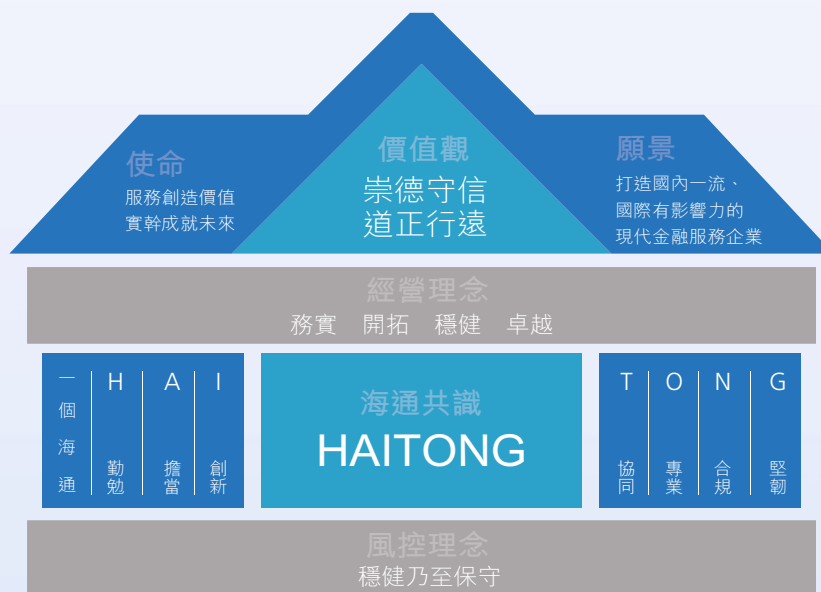 使命
服務創造價值
實幹成就未來
價值觀
崇德守信
道正行遠
願景
打造國內一流、
國際有影響力的
現代金融服務企業
經營理念
務實 開拓 穩健 卓越
一個海通
H 勤勉
A 擔當
I 創新
海通共識
HAITONG
T 協同
O 專業
N 合規
G 堅韌
風控理念
穩健乃至保守